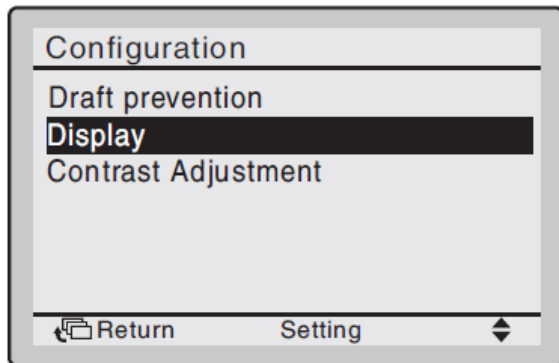 Configuration
Draft prevention
Display
Contrast Adjustment
Return Setting